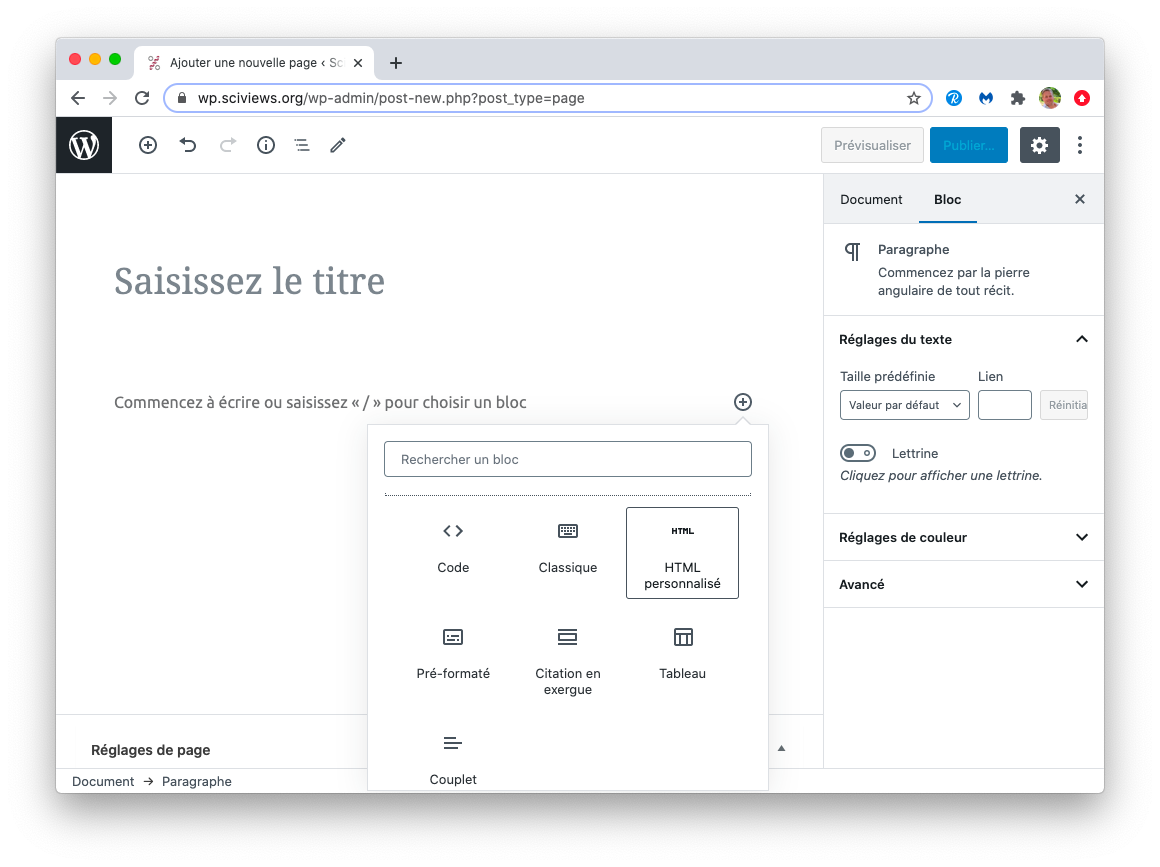 Ajouter une nouvelle page ‹ Sc
wp.sciviews.org/wp-admin/post-new.php?post_type=page
Prévisualiser
Publier…
Document
Bloc
Saisissez le titre
Commencez à écrire ou saisissez « / » pour choisir un bloc
Rechercher un bloc
Code
Classique
HTML
HTML
personnalisé
Pré-formaté
Citation en
exergue
Tableau
Couplet
Paragraphe
Commencez par la pierre
angulaire de tout récit.
Réglages du texte
Taille prédéfinie
Lien
Valeur par défaut
Réinitia
Lettrine
Cliquez pour afficher une lettrine.
Réglages de couleur
Avancé
Réglages de page
Document → Paragraphe